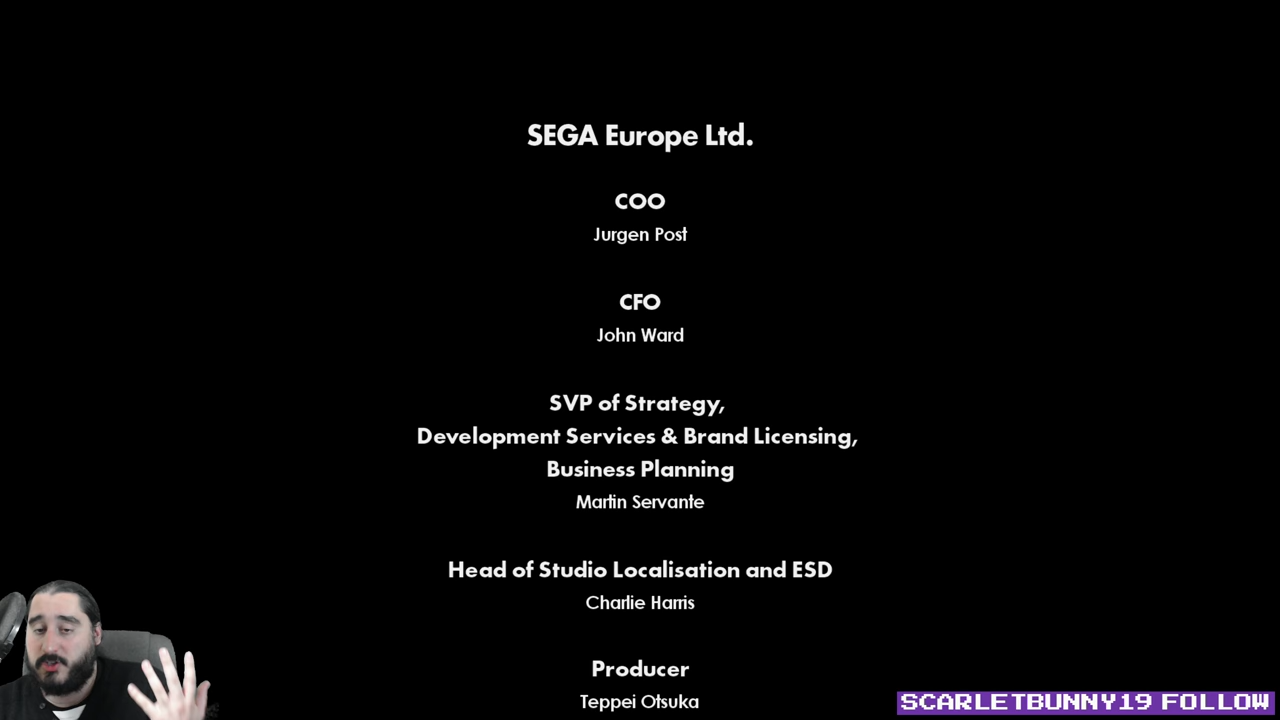 SEGA Europe Ltd.
COO
Jurgen Post
CFO
John Ward
SVP of Strategy,
Development Services & Brand Licensing,
Business Planning
Martin Servante
Head of Studio Localisation and ESD
Charlie Harris
Producer
Teppei Otsuka
SCARLETBUNNY19 FOLLOW